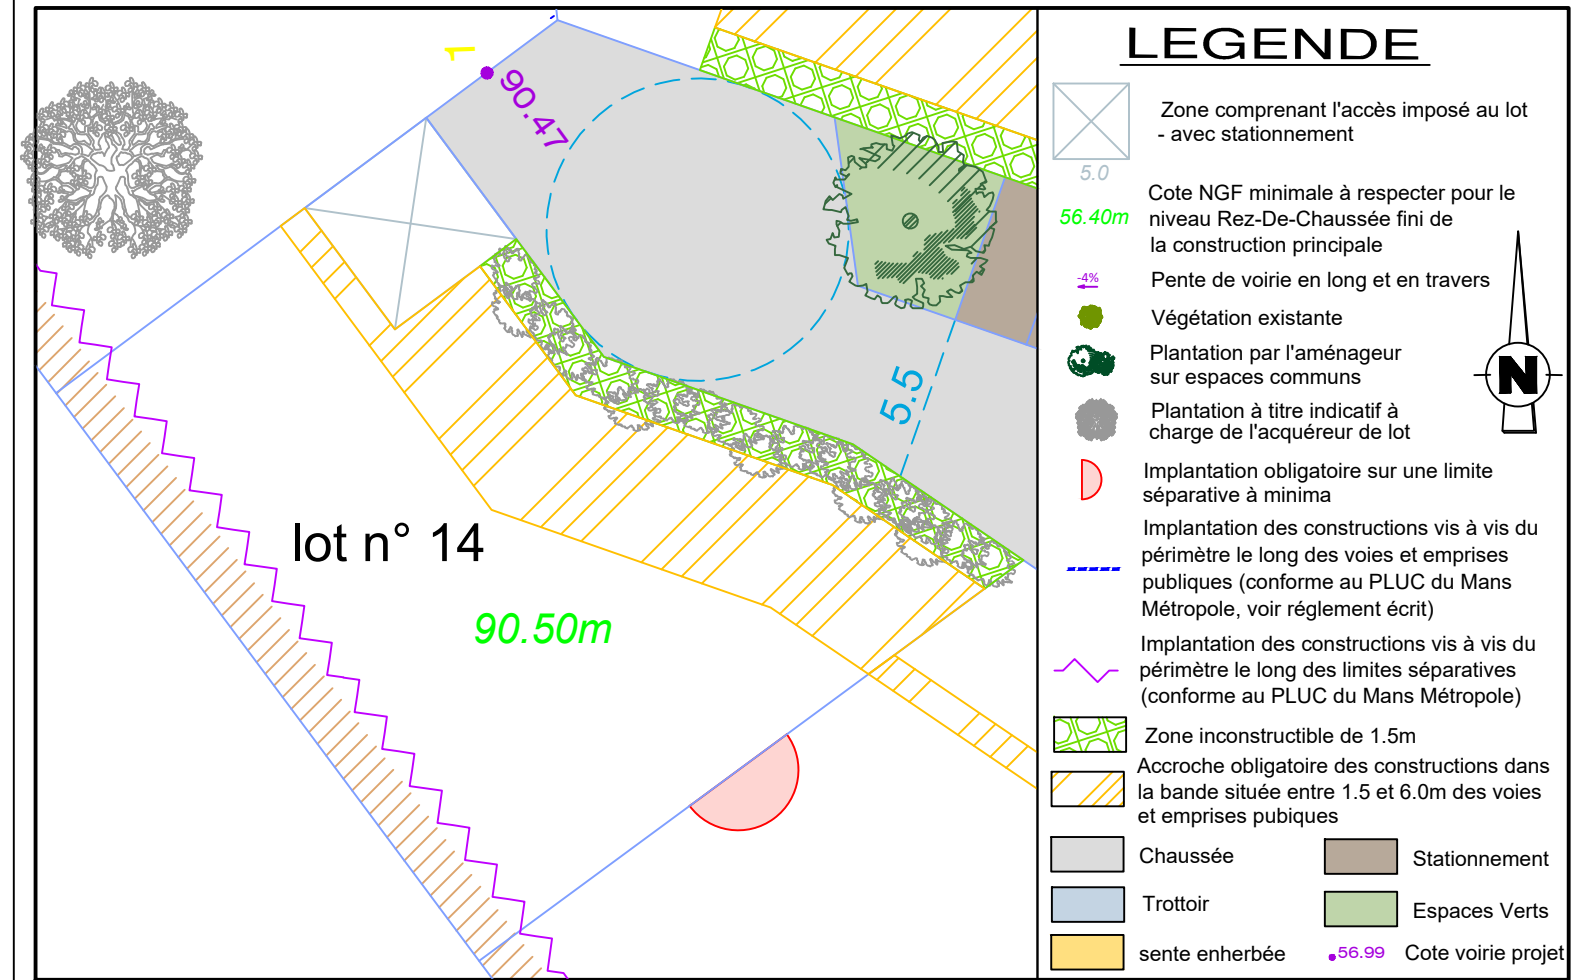 1
90.47
5.5
lot n° 14
90.50m
LEGENDE
Zone comprenant l'accès imposé au lot
- avec stationnement
5.0
Cote NGF minimale à respecter pour le
56.40m
niveau Rez-De-Chaussée fini de
la construction principale
-4%
Pente de voirie en long et en travers
Végétation existante
Plantation par l'aménageur
sur espaces communs
Plantation à titre indicatif à
charge de l'acquéreur de lot
N
Implantation obligatoire sur une limite
séparative à minima
Implantation des constructions vis à vis du
périmètre le long des voies et emprises
publiques (conforme au PLUC du Mans
Métropole, voir réglement écrit)
Implantation des constructions vis à vis du
périmètre le long des limites séparatives
(conforme au PLUC du Mans Métropole)
Zone inconstructible de 1.5m
Accroche obligatoire des constructions dans
la bande située entre 1.5 et 6.0m des voies
et emprises pubiques
Chaussée
Stationnement
Trottoir
Espaces Verts
sente enherbée
56.99
Cote voirie projet